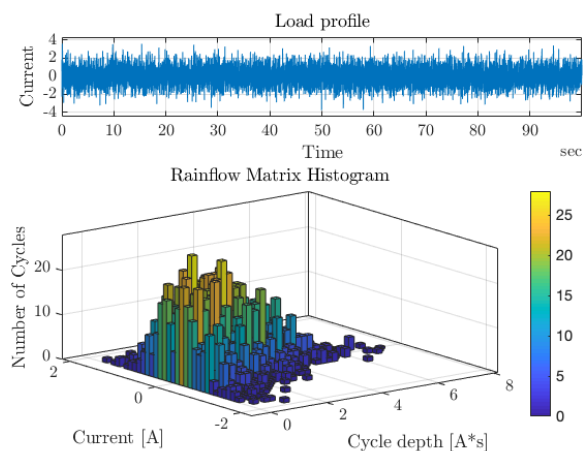 Load profile
4
2
0
-2
-4
Current
0 10 20 30 40 50 60 70 80 90
Time
sec
Rainflow Matrix Histogram
Number of Cycles
20
10
0
2
0
-2
Current [A]
0
2
4
6
8
Cycle depth [A*s]
25
20
15
10
5
0